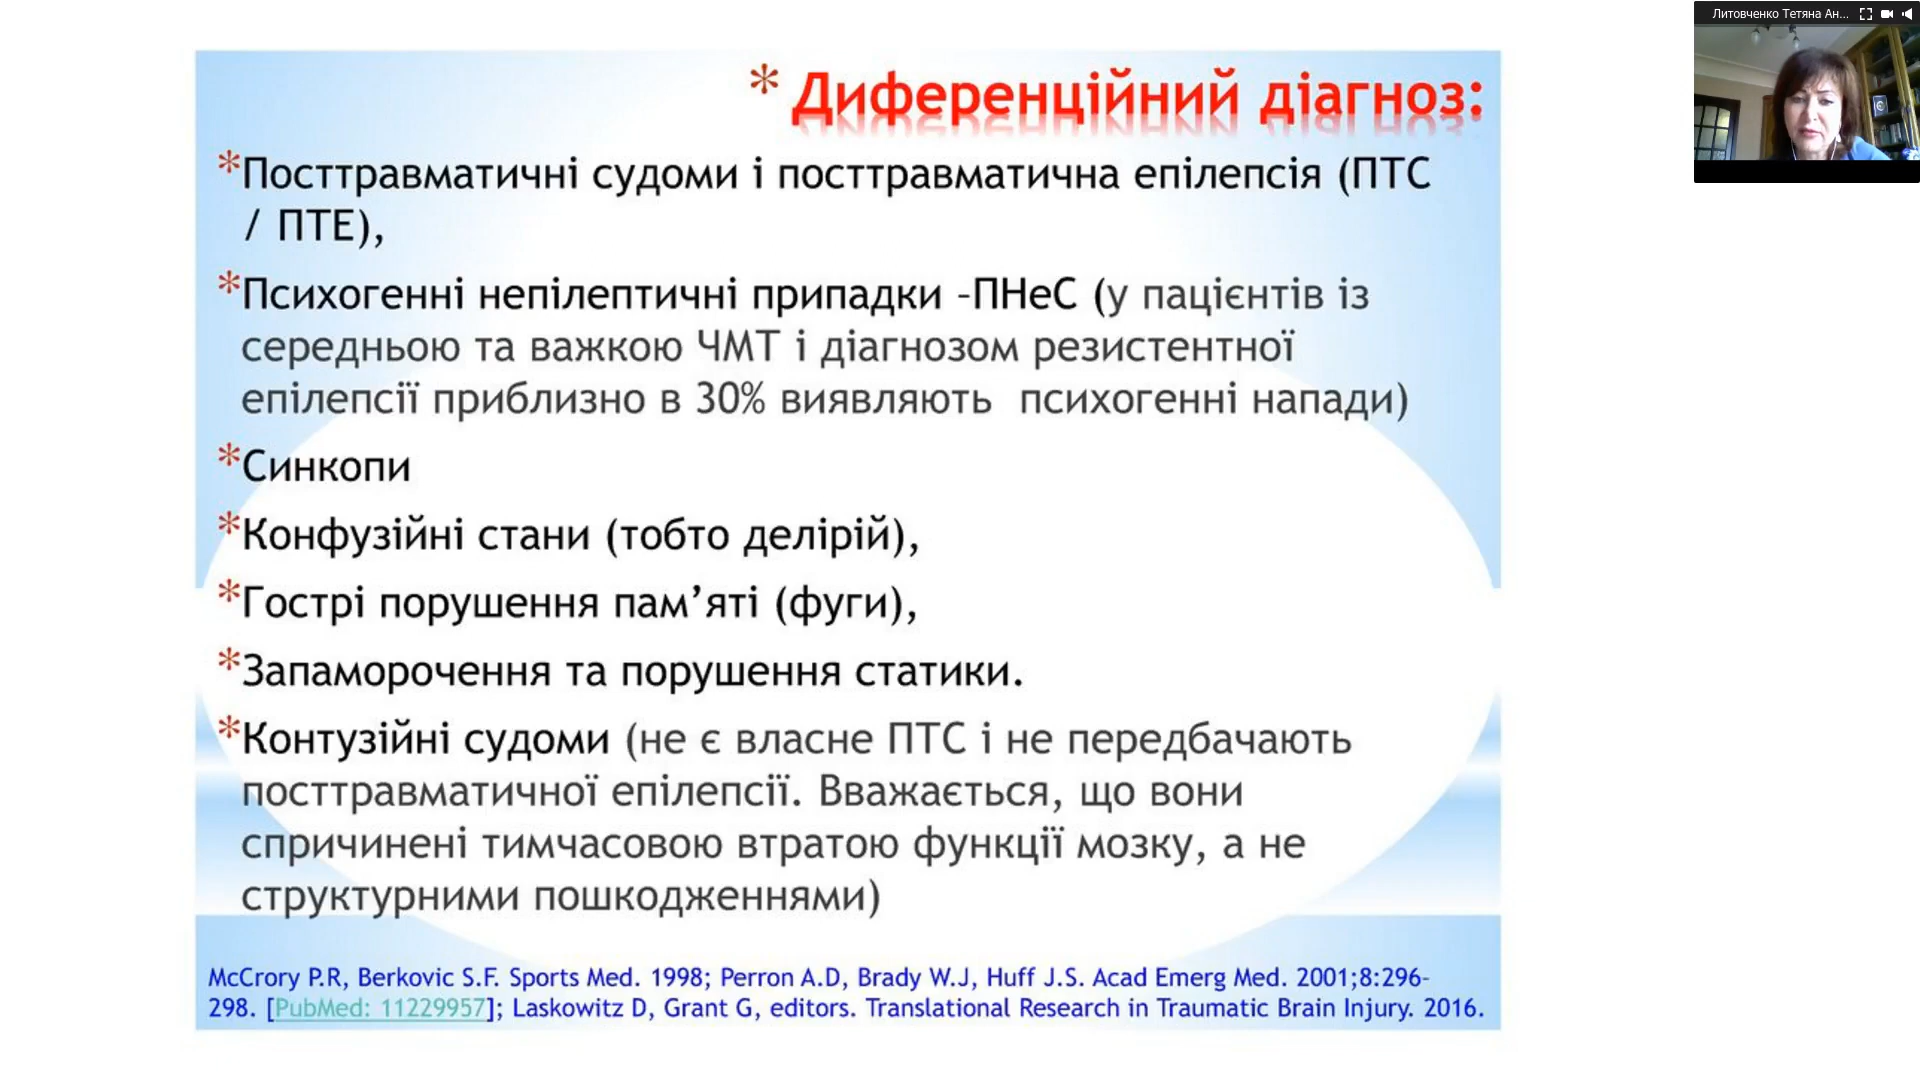 Литовченко Тетяна Ан...
* Диференційний діагноз:
*Посттравматичні судоми і посттравматична епілепсія (ПТС
/ ПТЕ),
*Психогенні непілептичні припадки –ПНеС (у пацієнтів із
середньою та важкою ЧМТ і діагнозом резистентної
епілепсії приблизно в 30% виявляють психогенні напади)
*Синкопи
*Конфузійні стани (тобто делірій),
*Гострі порушення пам’яті (фуги),
*Запаморочення та порушення статики.
*Контузійні судоми (не є власне ПТС і не передбачають
посттравматичної епілепсії. Вважається, що вони
спричинені тимчасовою втратою функції мозку, а не
структурними пошкодженнями)
McCrory P.R, Berkovic S.F. Sports Med. 1998; Perron A.D, Brady W.J, Huff J.S. Acad Emerg Med. 2001;8:296–
298. [PubMed: 11229957]; Laskowitz D, Grant G, editors. Translational Research in Traumatic Brain Injury. 2016.